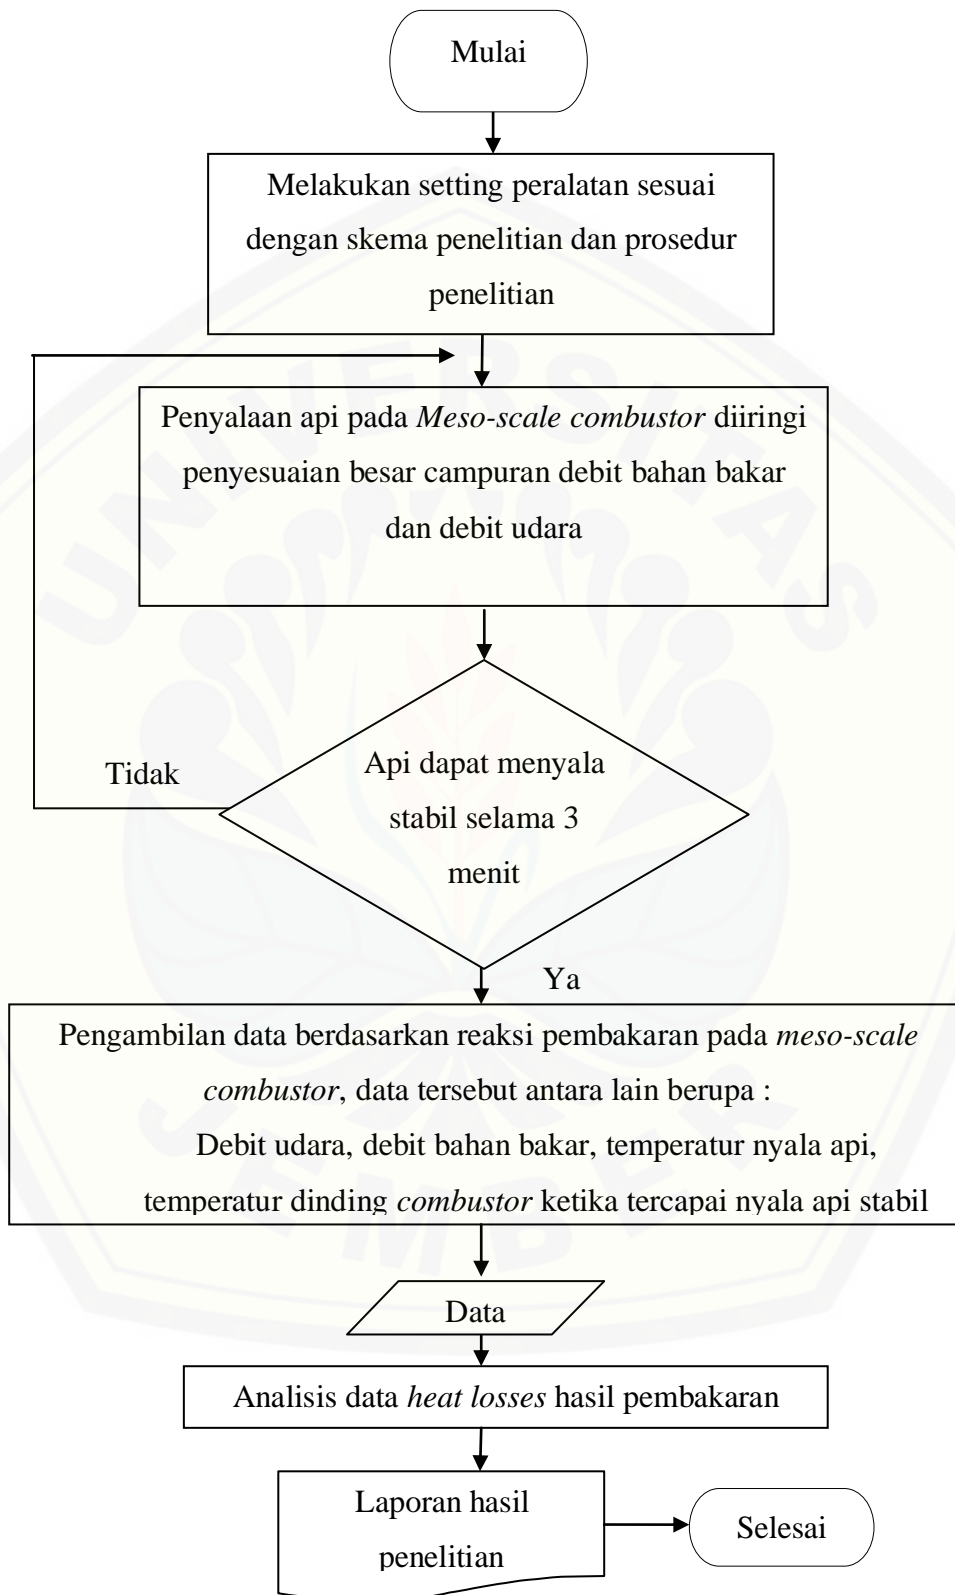 Mulai
Melakukan setting peralatan sesuai
dengan skema penelitian dan prosedur
penelitian
Penyalaan api pada Meso-scale combustor diiringi
penyesuaian besar campuran debit bahan bakar
dan debit udara
Tidak
Api dapat menyala
stabil selama 3
menit
Ya
Pengambilan data berdasarkan reaksi pembakaran pada meso-scale
combustor, data tersebut antara lain berupa :
Debit udara, debit bahan bakar, temperatur nyala api,
temperatur dinding combustor ketika tercapai nyala api stabil
Data
Analisis data heat losses hasil pembakaran
Laporan hasil
penelitian
Selesai
UNIVERSITAS
JEMBER